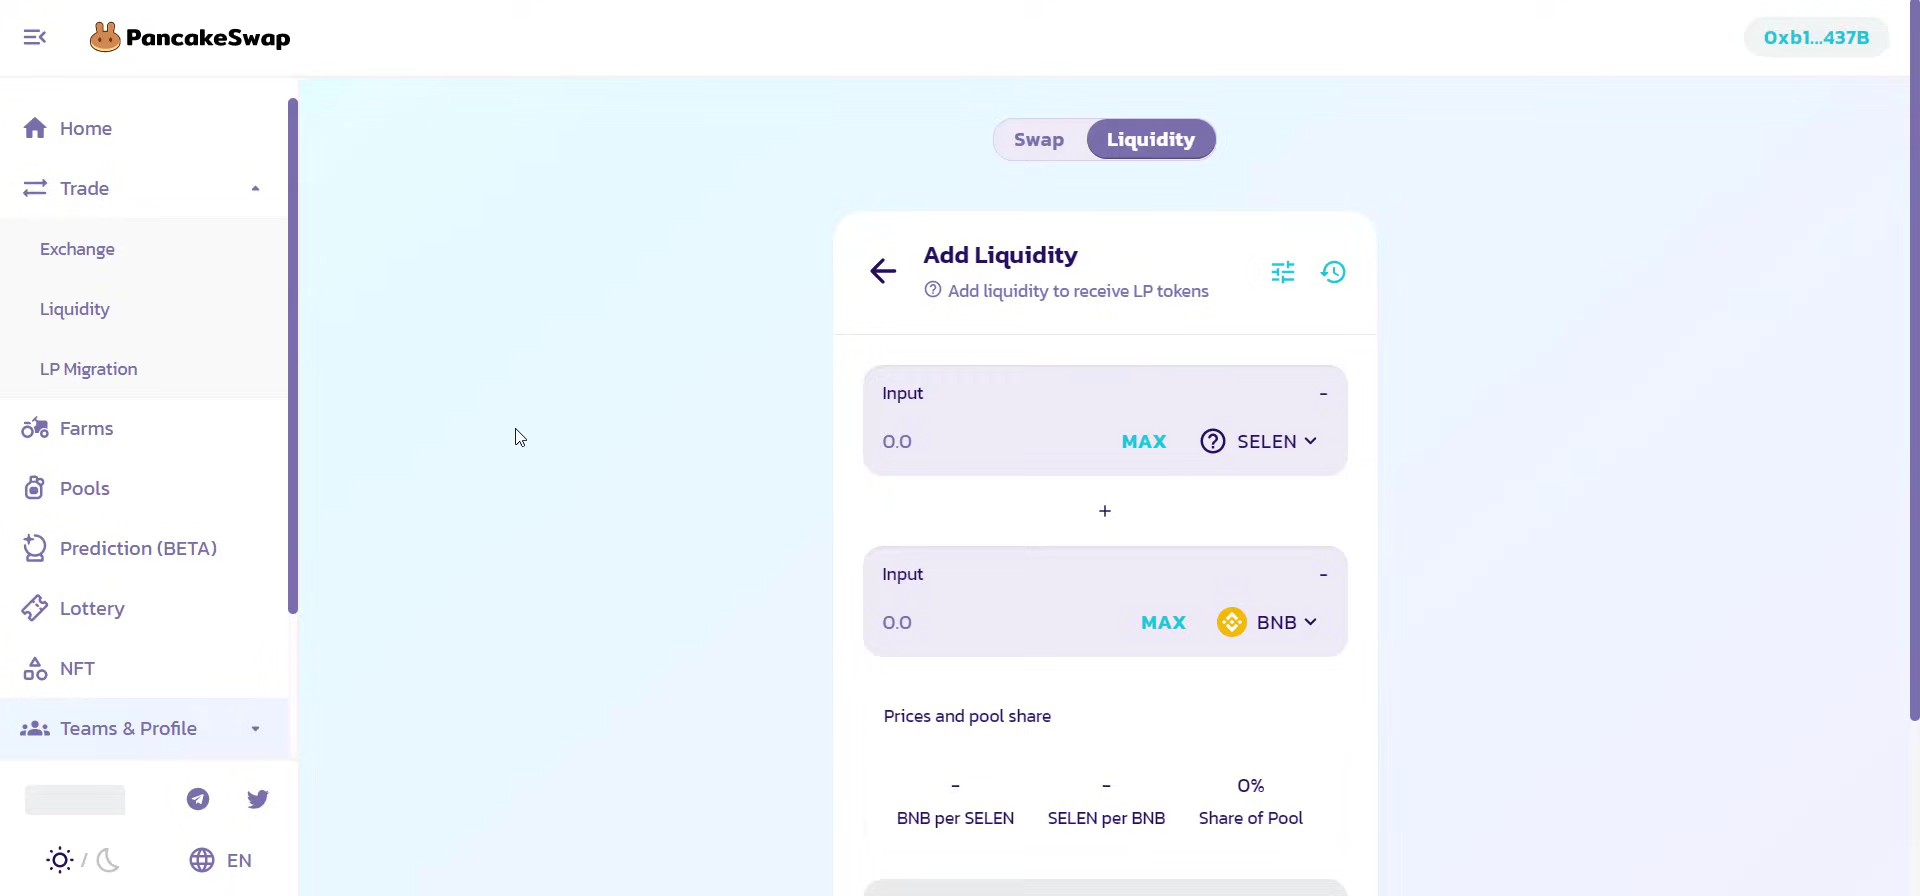 PancakeSwap
0xb1...437B
Home
Trade
Exchange
Liquidity
LP Migration
Farms
Pools
Prediction (BETA)
Lottery
NFT
Teams & Profile
/
EN
Swap
Liquidity
Add Liquidity
Add liquidity to receive LP tokens
Input -
0.0 MAX SELEN
+
Input -
0.0 MAX BNB
Prices and pool share
- - 0%
BNB per SELEN SELEN per BNB Share of Pool